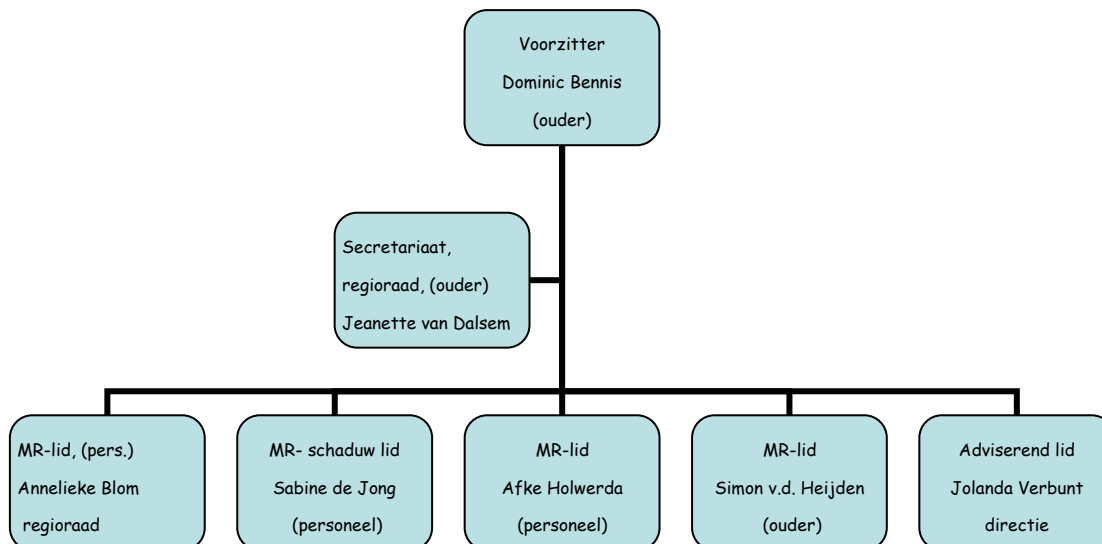 Voorzitter
Dominic Bennis
(ouder)
Secretariaat,
regioraad, (ouder)
Jeanette van Dalsem
MR-lid, (pers.)
Annelieke Blom
regioraad
MR- schaduw lid
Sabine de Jong
(personeel)
MR-lid
Afke Holwerda
(personeel)
MR-lid
Simon v.d. Heijden
(ouder)
Adviserend lid
Jolanda Verbunt
directie